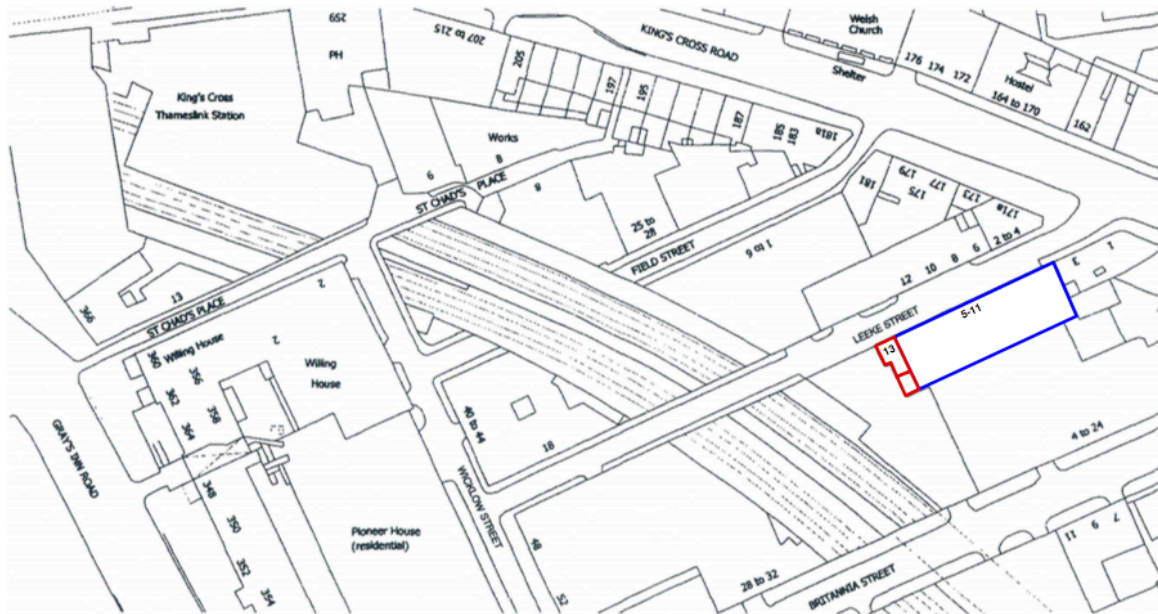 259
PH
207 to 215
KING'S CROSS ROAD
Welsh
Church
Shelter
176 174 172
Hostel
164 to 170
162
205
197
195
187
185
183
181a
King's Cross
Thameslink Station
Works
6
8
ST CHAD'S PLACE
8
25 to
28
FIELD STREET
1 to 6
181
179
177
175
173
171a
2 to 4
6
8
10
12
1
3
5-11
LEEKE STREET
13
366
13
ST CHAD'S PLACE
2
2
Willing House
Willing
House
360
356
362
358
364
GRAY'S INN ROAD
348
350
352
354
Pioneer House
(residential)
WICKLOW STREET
40 to 44
18
48
52
28 to 32
BRITANNIA STREET
4 to 24
7
9
11